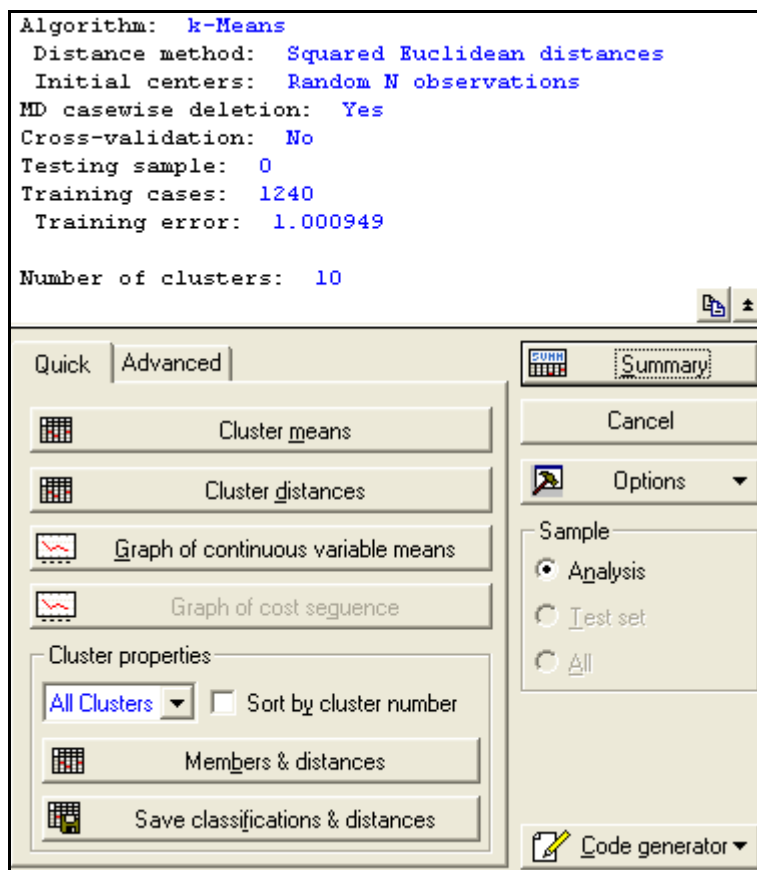 Algorithm: k-Means
Distance method: Squared Euclidean distances
Initial centers: Random N observations
MD casewise deletion: Yes
Cross-validation: No
Testing sample: 0
Training cases: 1240
Training error: 1.000949
Number of clusters: 10
Quick
Advanced
Cluster means
Cluster distances
Graph of continuous variable means
Graph of cost seguence
Cluster properties
All Clusters
Sort by cluster number
Members & distances
Save classifications & distances
SUMM
Summary
Cancel
Options
Sample
Analysis
Test set
All
Code generator